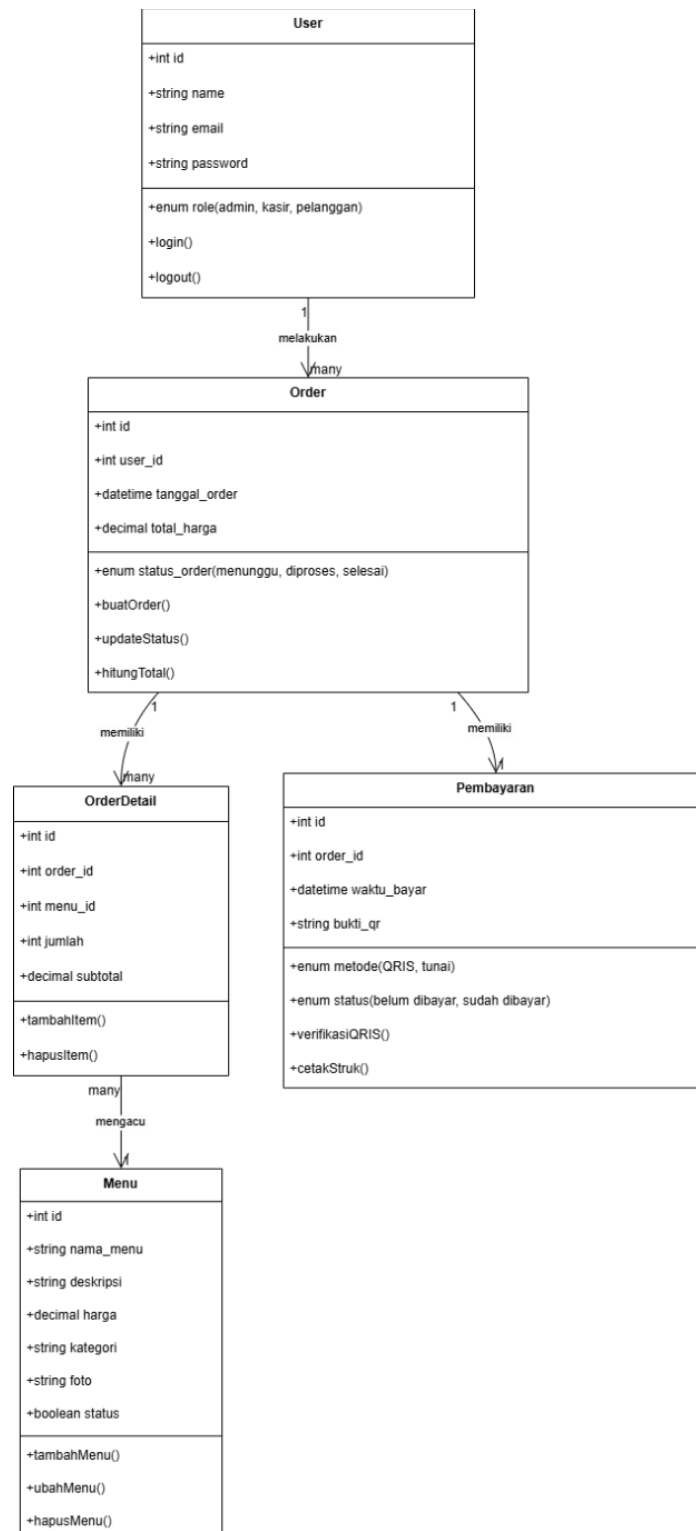 User
+int id
+string name
+string email
+string password
+enum role(admin, kasir, pelanggan)
+login()
+logout()
1
melakukan
many
Order
+int id
+int user_id
+datetime tanggal_order
+decimal total_harga
+enum status_order(menunggu, diproses, selesai)
+buatOrder()
+updateStatus()
+hitungTotal()
1
memiliki
many
1
memiliki
1
OrderDetail
+int id
+int order_id
+int menu_id
+int jumlah
+decimal subtotal
+tambahItem()
+hapusItem()
Pembayaran
+int id
+int order_id
+datetime waktu_bayar
+string bukti_qr
+enum metode(QRIS, tunai)
+enum status(belum dibayar, sudah dibayar)
+verifikasiQRIS()
+cetakStruk()
many
mengacu
1
Menu
+int id
+string nama_menu
+string deskripsi
+decimal harga
+string kategori
+string foto
+boolean status
+tambahMenu()
+ubahMenu()
+hapusMenu()